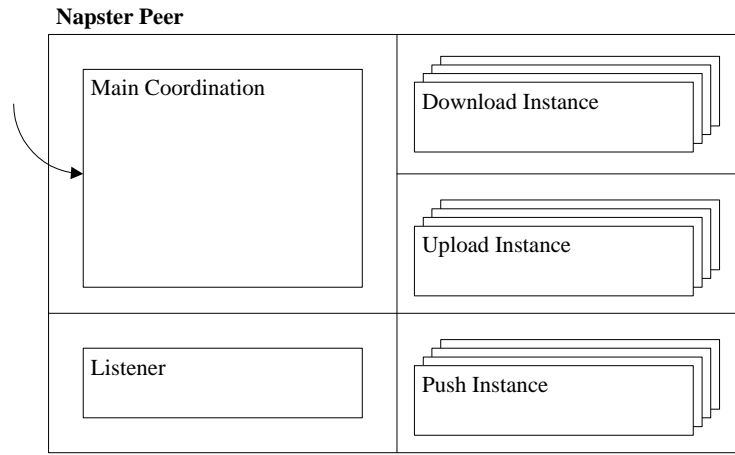 Napster Peer
Main Coordination
Download Instance
Upload Instance
Listener
Push Instance